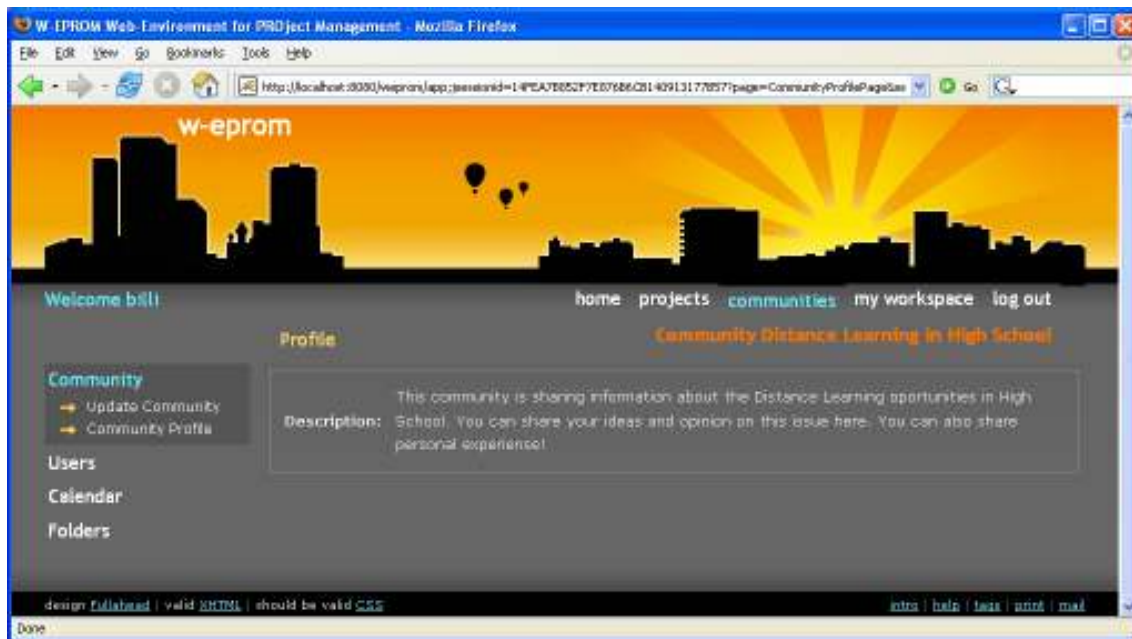 W-EPROM Web-Environment for PROject Management - Mozilla Firefox
File Edit View Go Bookmarks Tools Help
Go
w-eprom
Welcome billi
home projects communities my workspace log out
Profile
Community Distance Learning in High School
Community
Update Community
Community Profile
Users
Calendar
Folders
Description:
This community is sharing information about the Distance Learning oportunities in High
School. You can share your ideas and opinion on this issue here. You can also share
personal experiense!
design Fullahead | valid XHTML | should be valid CSS
intro | help | tags | print | mail
Done